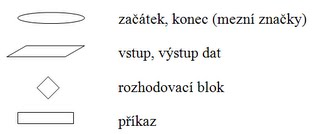 začátek, konec (mezní značky)
vstup, výstup dat
rozhodovací blok
příkaz